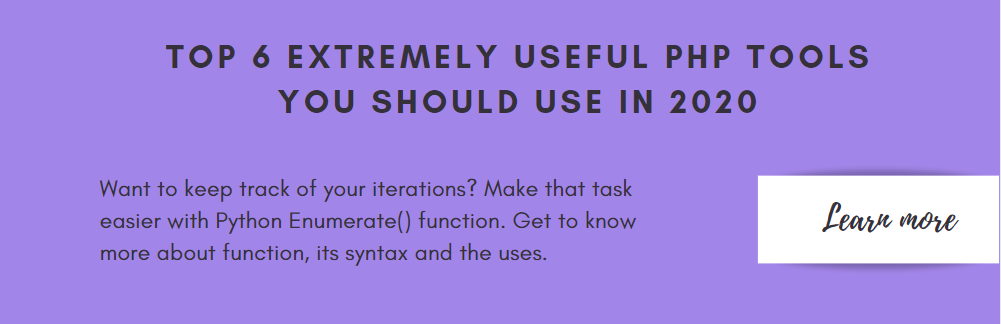 TOP 6 EXTREMELY USEFUL PHP TOOLS
YOU SHOULD USE IN 2020
Want to keep track of your iterations? Make that task
easier with Python Enumerate() function. Get to know
more about function, its syntax and the uses.
Learn more